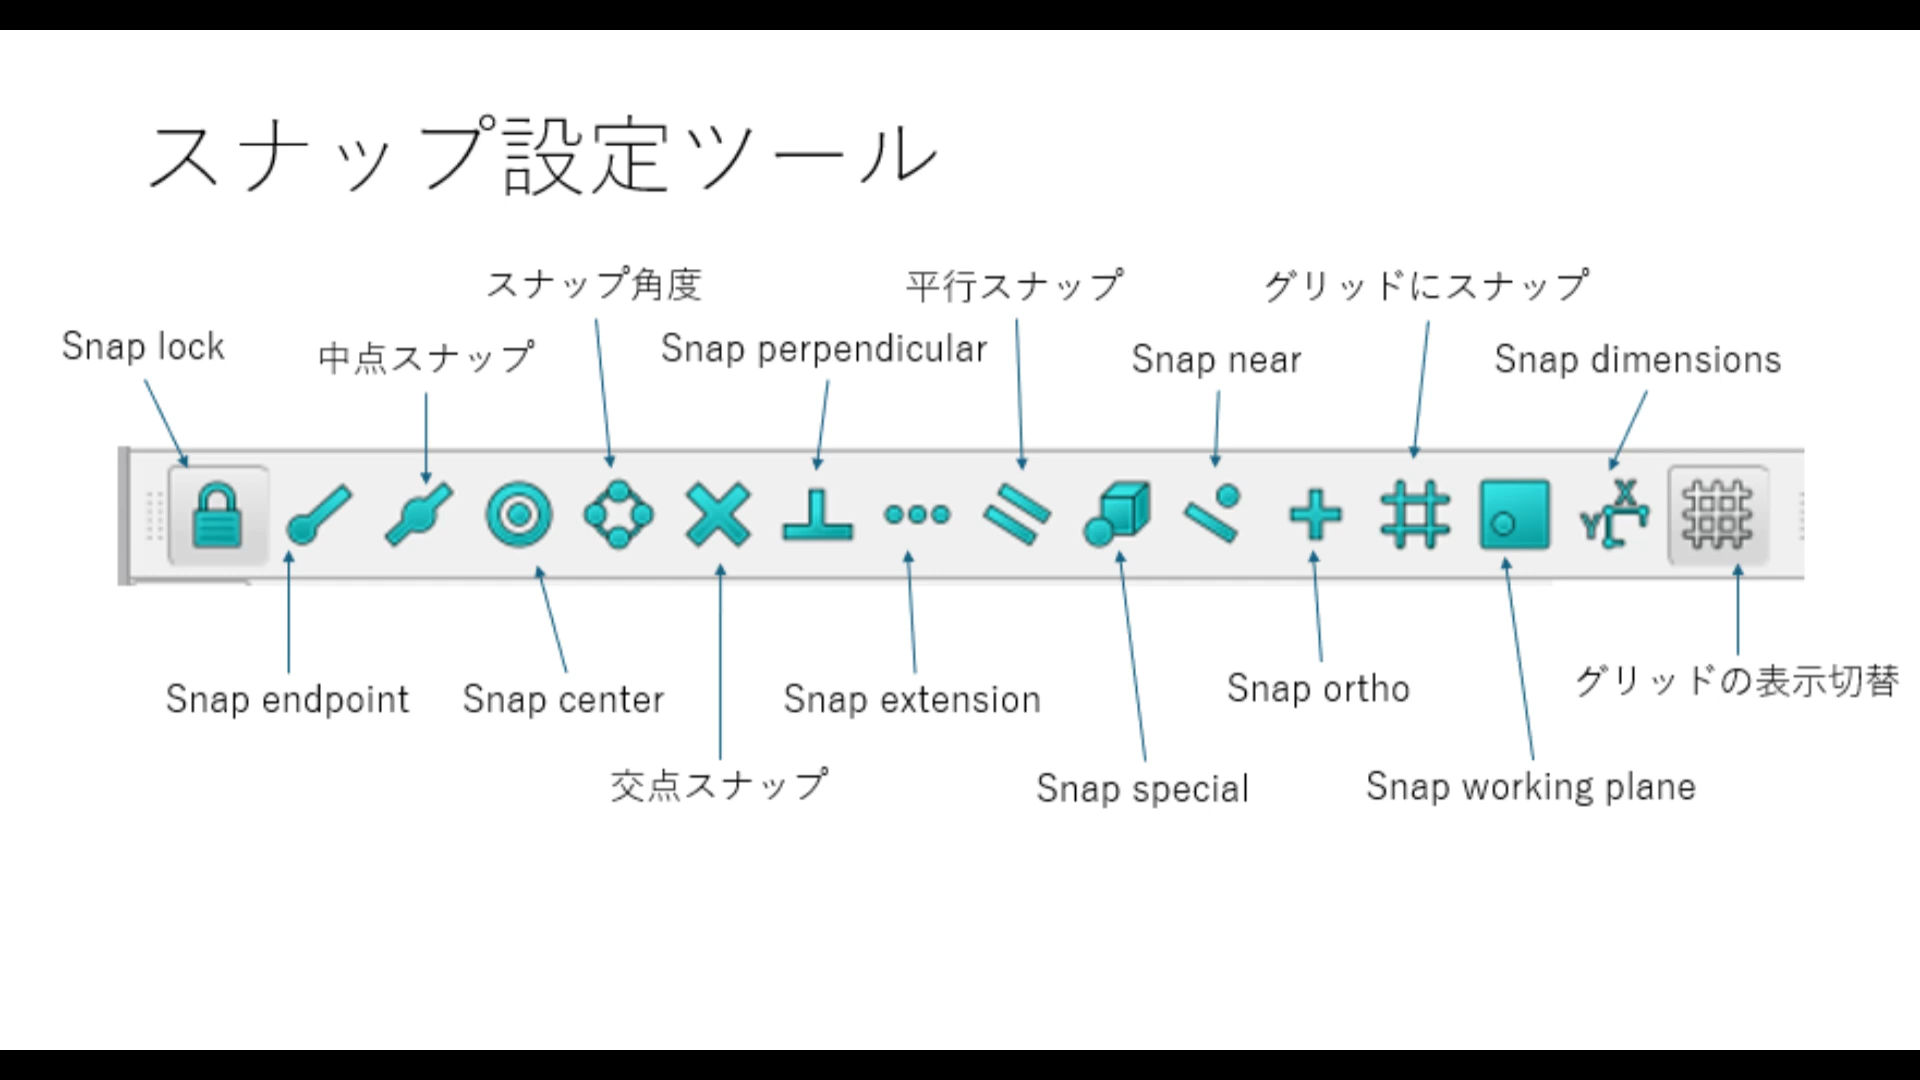 スナップ設定ツール
スナップ角度
平行スナップ
グリッドにスナップ
Snap lock
中点スナップ
Snap perpendicular
Snap near
Snap dimensions
X
Y
Snap endpoint
Snap center
Snap extension
Snap ortho
グリッドの表示切替
交点スナップ
Snap special
Snap working plane